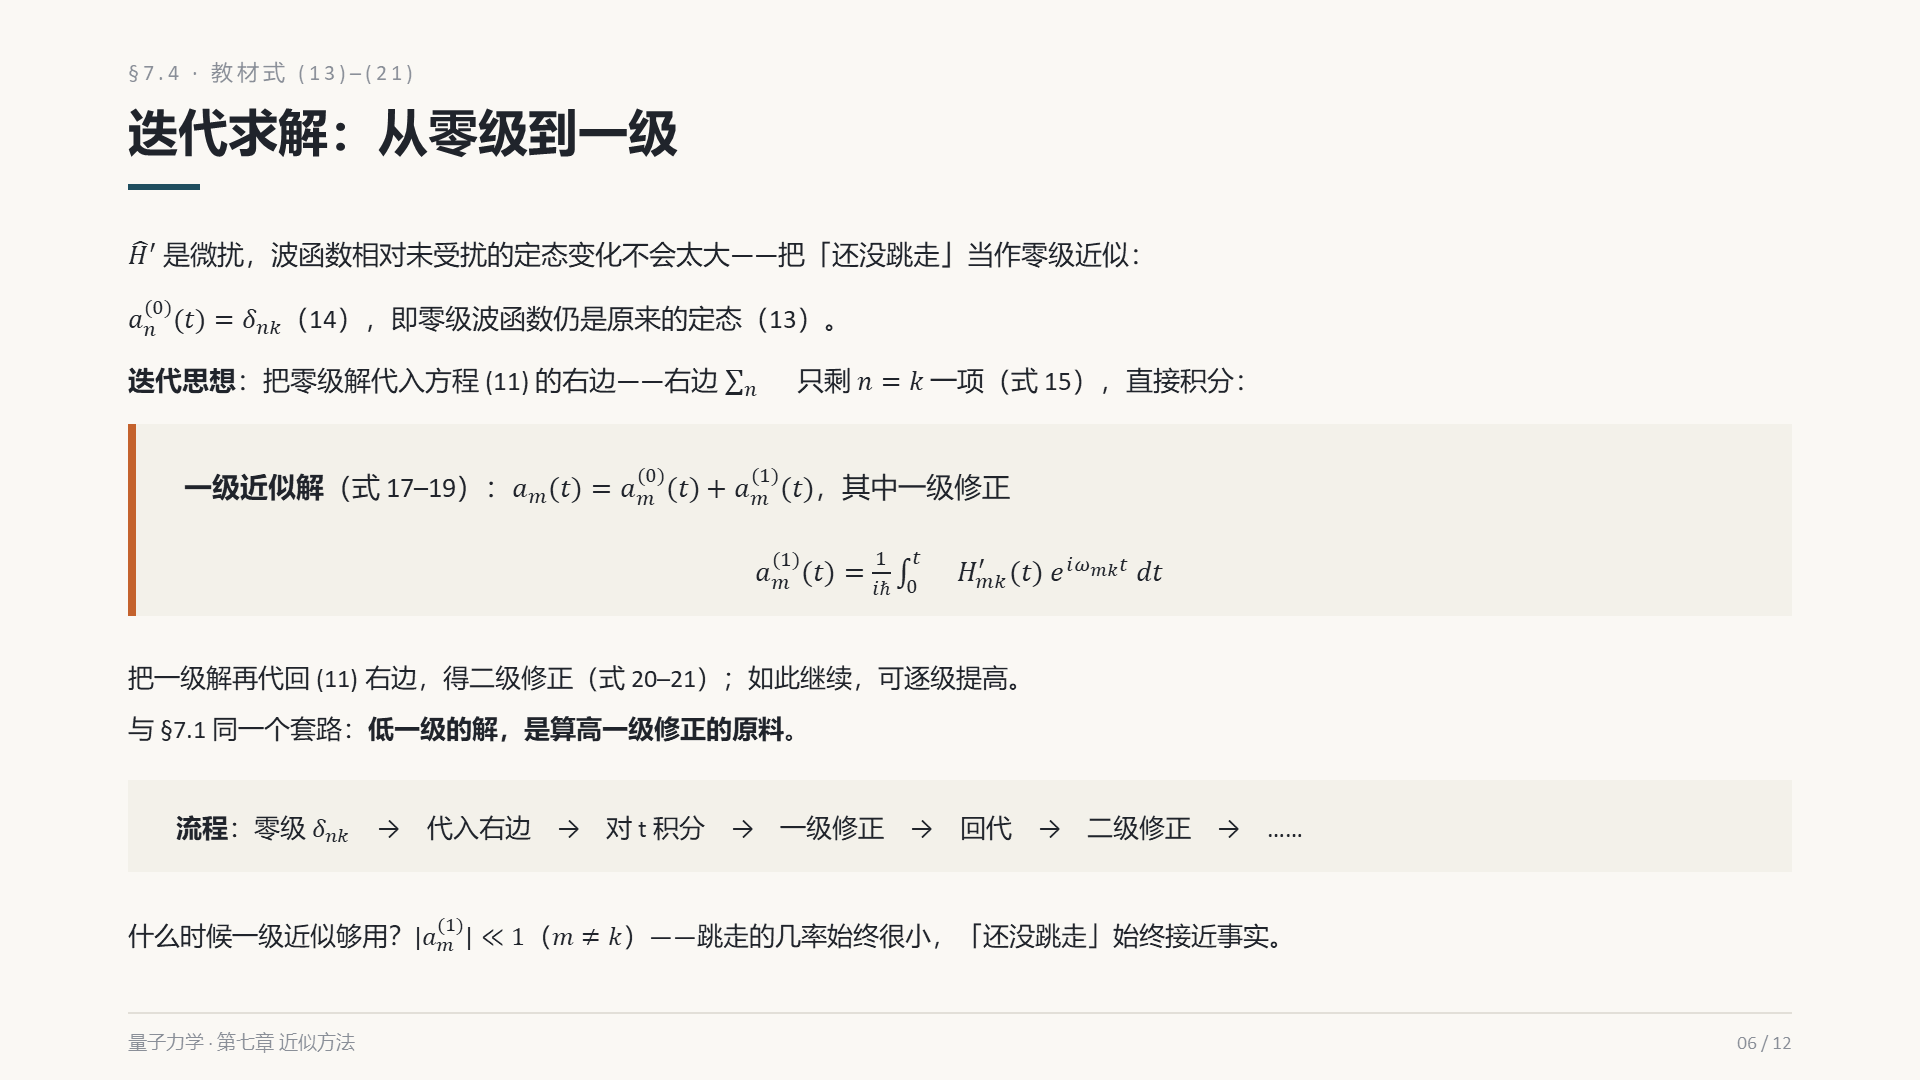 §7.4 · 教材式 (13)–(21)
迭代求解：从零级到一级
Ĥ′ 是微扰，波函数相对未受扰的定态变化不会太大——把「还没跳走」当作零级近似：
a_n^{(0)}(t) = δ_{nk}（14），即零级波函数仍是原来的定态（13）。
迭代思想：把零级解代入方程 (11) 的右边——右边 ∑_n 只剩 n = k 一项（式 15），直接积分：
一级近似解（式 17–19）：a_m(t) = a_m^{(0)}(t) + a_m^{(1)}(t)，其中一级修正
a_m^{(1)}(t) = \frac{1}{iħ} ∫_0^t H′_{mk}(t) e^{iω_{mk}t} dt
把一级解再代回 (11) 右边，得二级修正（式 20–21）；如此继续，可逐级提高。
与 §7.1 同一个套路：低一级的解，是算高一级修正的原料。
流程：零级 δ_{nk} → 代入右边 → 对 t 积分 → 一级修正 → 回代 → 二级修正 → ……
什么时候一级近似够用？|a_m^{(1)}| ≪ 1（m ≠ k）——跳走的几率始终很小，「还没跳走」始终接近事实。
量子力学 · 第七章 近似方法
06 / 12